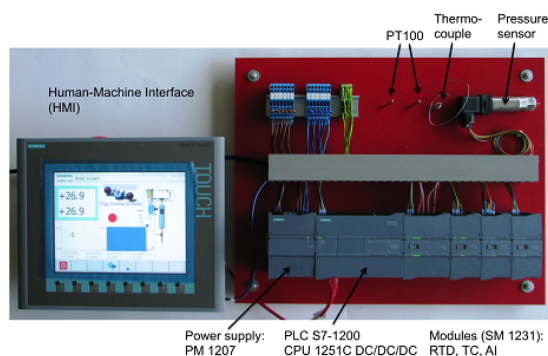 Thermo-
couple
Pressure
sensor
PT100
Human-Machine Interface
(HMI)
SIEMENS
TOUCH
+26.9
+26.9
Power supply:
PM 1207
PLC S7-1200
CPU 1251C DC/DC/DC
Modules (SM 1231):
RTD, TC, AI